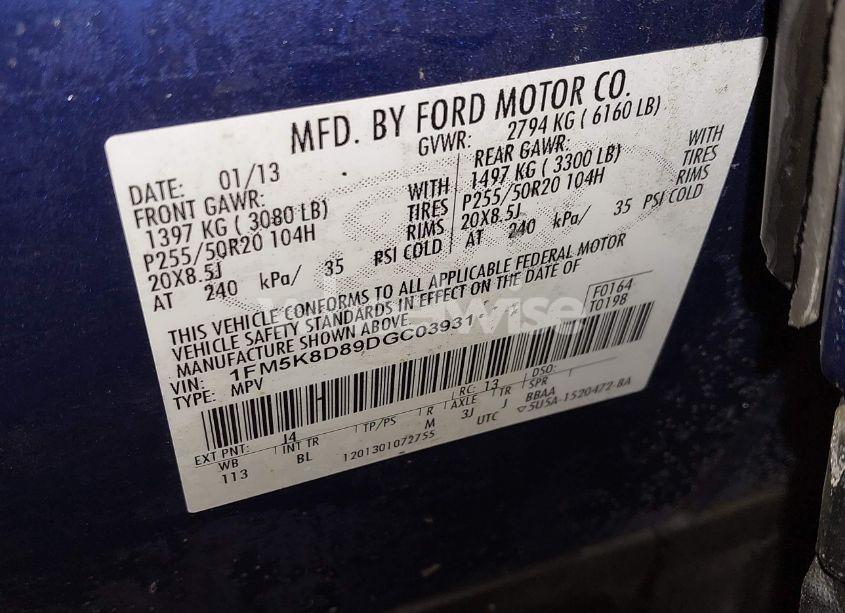 MFD. BY FORD MOTOR CO.
DATE: 01/13
GVWR: 2794 KG ( 6160 LB)
FRONT GAWR:
1397 KG ( 3080 LB)
P255/50R20 104H
20X8.5J
AT 240 kPa/ 35 PSI COLD
WITH
TIRES
RIMS
REAR GAWR:
1497 KG ( 3300 LB)
P255/50R20 104H
20X8.5J
AT 240 kPa/ 35 PSI COLD
WITH
TIRES
RIMS
THIS VEHICLE CONFORMS TO ALL APPLICABLE FEDERAL MOTOR
VEHICLE SAFETY STANDARDS IN EFFECT ON THE DATE OF
MANUFACTURE SHOWN ABOVE.
F0164
T0198
VIN: 1FM5K8D89DGC03931
TYPE: MPV
EXT PNT: J4
RC: 13
DSO:
WB
INT TR
TP/PS
R
AXLE
TR
SPR
113
BL
M
3J
J
BBAA
1201301072755
UTC
5U5A-1520472-BA
wise